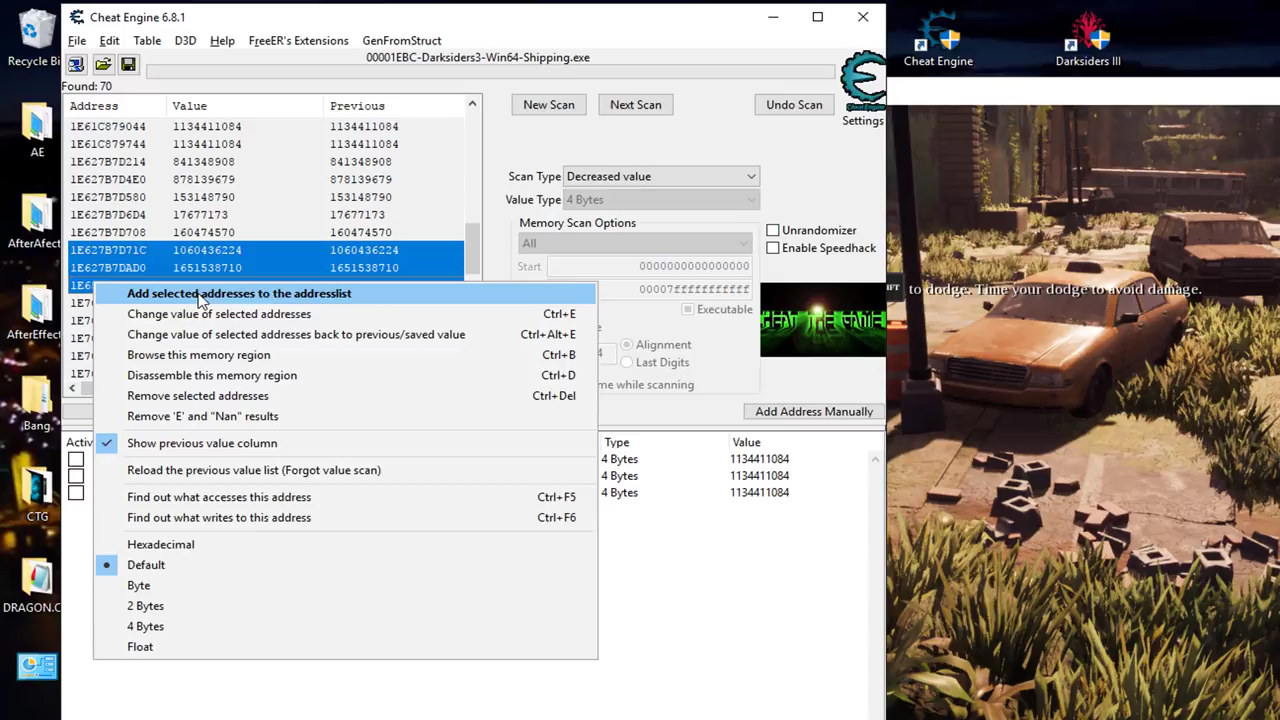 Cheat Engine 6.8.1
File Edit Table D3D Help FreeER's Extensions GenFromStruct
00001EBC-Darksiders3-Win64-Shipping.exe
Found: 70
Address Value Previous
1E61C879044 1134411084 1134411084
1E61C879744 1134411084 1134411084
1E627B7D214 841348908 841348908
1E627B7D4E0 878139679 878139679
1E627B7D580 153148790 153148790
1E627B7D6D4 17677173 17677173
1E627B7D708 160474570 160474570
1E627B7D71C 1060436224 1060436224
1E627B7DAD0 1651538710 1651538710
New Scan Next Scan Undo Scan
Settings
Scan Type Decreased value
Value Type 4 Bytes
Memory Scan Options
All
Start 0000000000000000
00007fffffffffff
Executable
Alignment
4 Last Digits
me while scanning
Unrandomizer
Enable Speedhack
CHEAT THE GAME
Add Address Manually
Add selected addresses to the addresslist
Change value of selected addresses Ctrl+E
Change value of selected addresses back to previous/saved value Ctrl+Alt+E
Browse this memory region Ctrl+B
Disassemble this memory region Ctrl+D
Remove selected addresses Ctrl+Del
Remove 'E' and "Nan" results
Show previous value column
Reload the previous value list (Forgot value scan)
Find out what accesses this address Ctrl+F5
Find out what writes to this address Ctrl+F6
Hexadecimal
Default
Byte
2 Bytes
4 Bytes
Float
Activ Type Value
4 Bytes 1134411084
4 Bytes 1134411084
4 Bytes 1134411084
Recycle Bi
AE
AfterAfect
AfterEffect
Bang.
CTG
DRAGON.C
Cheat Engine
Darksiders III
to dodge. Time your dodge to avoid damage.